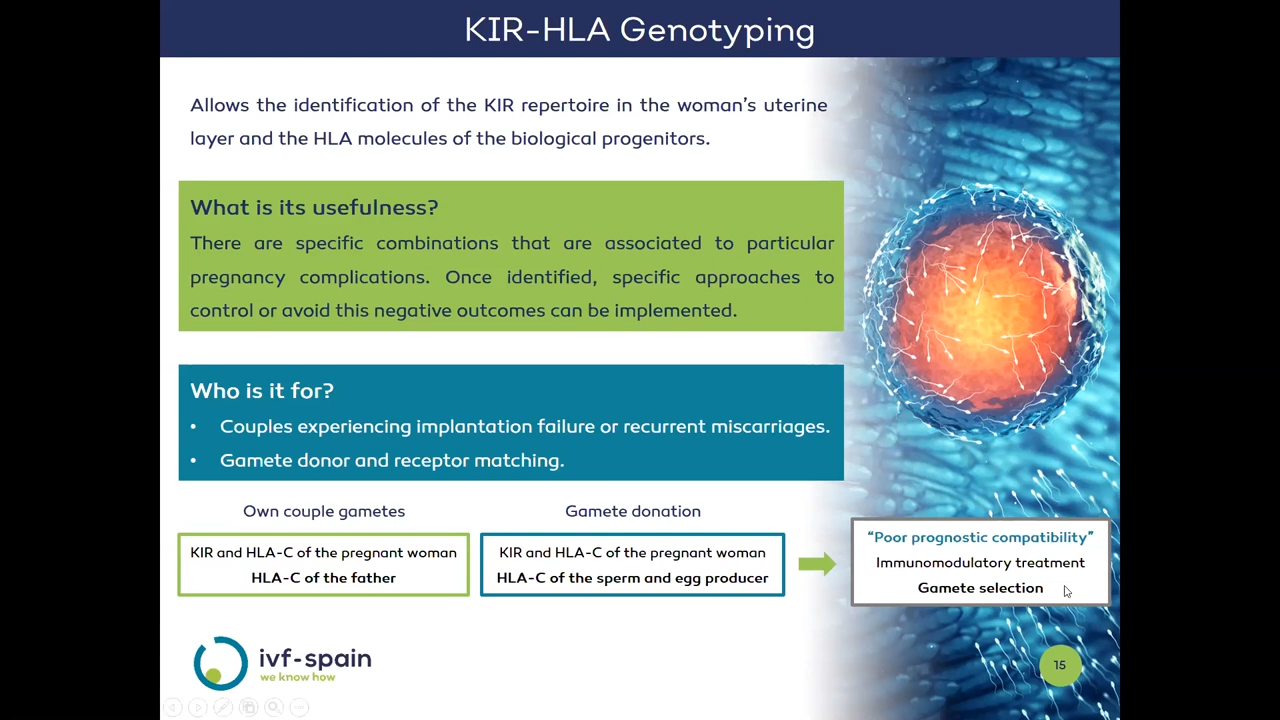 KIR-HLA Genotyping
Allows the identification of the KIR repertoire in the woman's uterine
layer and the HLA molecules of the biological progenitors.
What is its usefulness?
There are specific combinations that are associated to particular
pregnancy complications. Once identified, specific approaches to
control or avoid this negative outcomes can be implemented.
Who is it for?
• Couples experiencing implantation failure or recurrent miscarriages.
• Gamete donor and receptor matching.
Own couple gametes
KIR and HLA-C of the pregnant woman
HLA-C of the father
Gamete donation
KIR and HLA-C of the pregnant woman
HLA-C of the sperm and egg producer
“Poor prognostic compatibility”
Immunomodulatory treatment
Gamete selection
ivf-spain
we know how
15